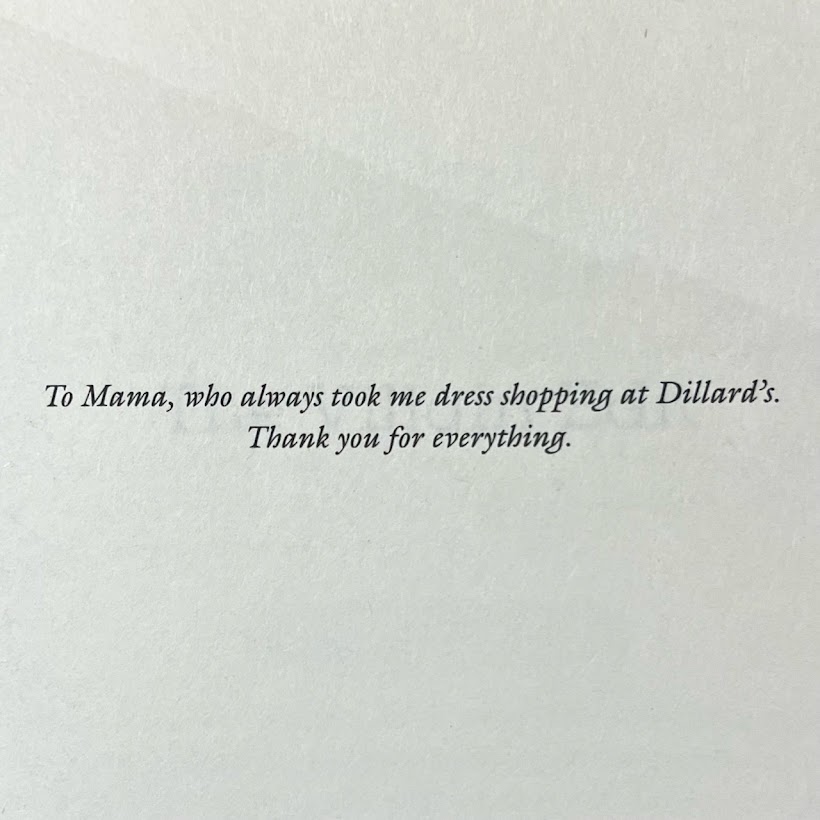 To Mama, who always took me dress shopping at Dillard’s.
Thank you for everything.